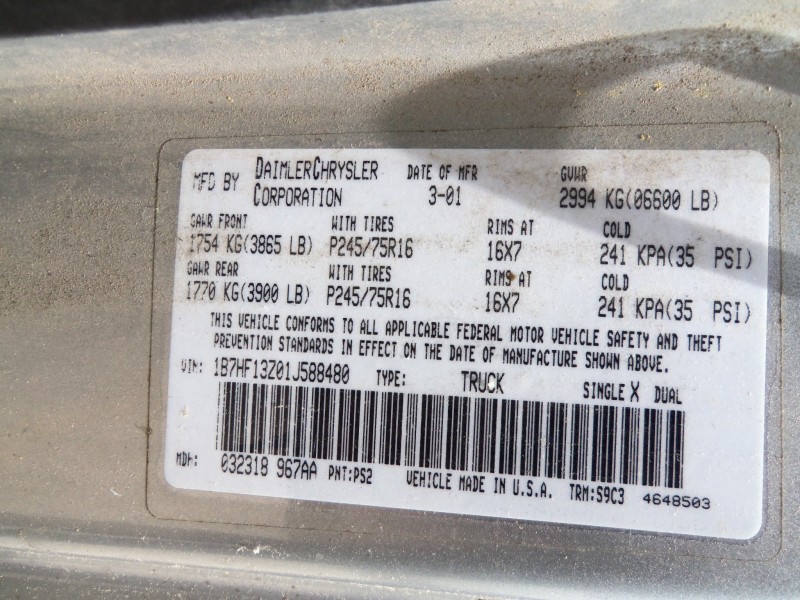 MFD BY DAIMLERCHRYSLER CORPORATION DATE OF MFR 3-01 GVWR 2994 KG(06600 LB)
GAWR FRONT WITH TIRES RIMS AT COLD
1754 KG(3865 LB) P245/75R16 16X7 241 KPA(35 PSI)
GAWR REAR WITH TIRES RIMS AT COLD
1770 KG(3900 LB) P245/75R16 16X7 241 KPA(35 PSI)
THIS VEHICLE CONFORMS TO ALL APPLICABLE FEDERAL MOTOR VEHICLE SAFETY AND THEFT
PREVENTION STANDARDS IN EFFECT ON THE DATE OF MANUFACTURE SHOWN ABOVE.
VIN: 1B7HF13Z01J588480 TYPE: TRUCK SINGLE X DUAL
MDH: 032318 967AA PNT:PS2 VEHICLE MADE IN U.S.A. TRM:S9C3 4648503